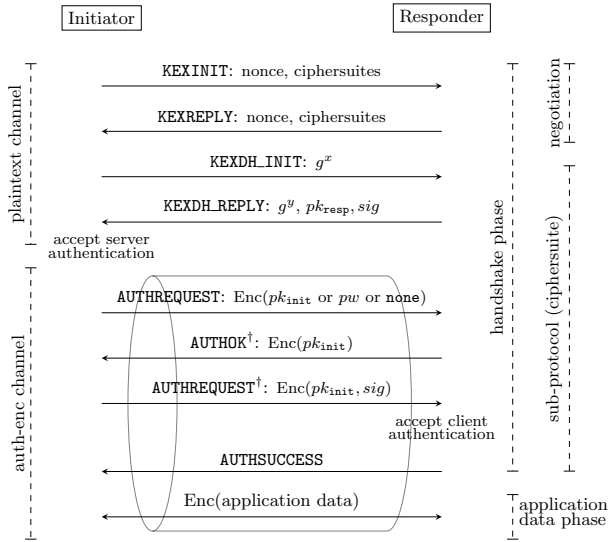 Initiator
Responder
KEXINIT: nonce, ciphersuites
KEXREPLY: nonce, ciphersuites
KEXDH_INIT: g^x
KEXDH_REPLY: g^y, pk_resp, sig
accept server
authentication
AUTHREQUEST: Enc(pk_init or pw or none)
AUTHOK†: Enc(pk_init)
AUTHREQUEST†: Enc(pk_init, sig)
accept client
authentication
AUTHSUCCESS
Enc(application data)
plaintext channel
auth-enc channel
handshake phase
negotiation
sub-protocol (ciphersuite)
application
data phase